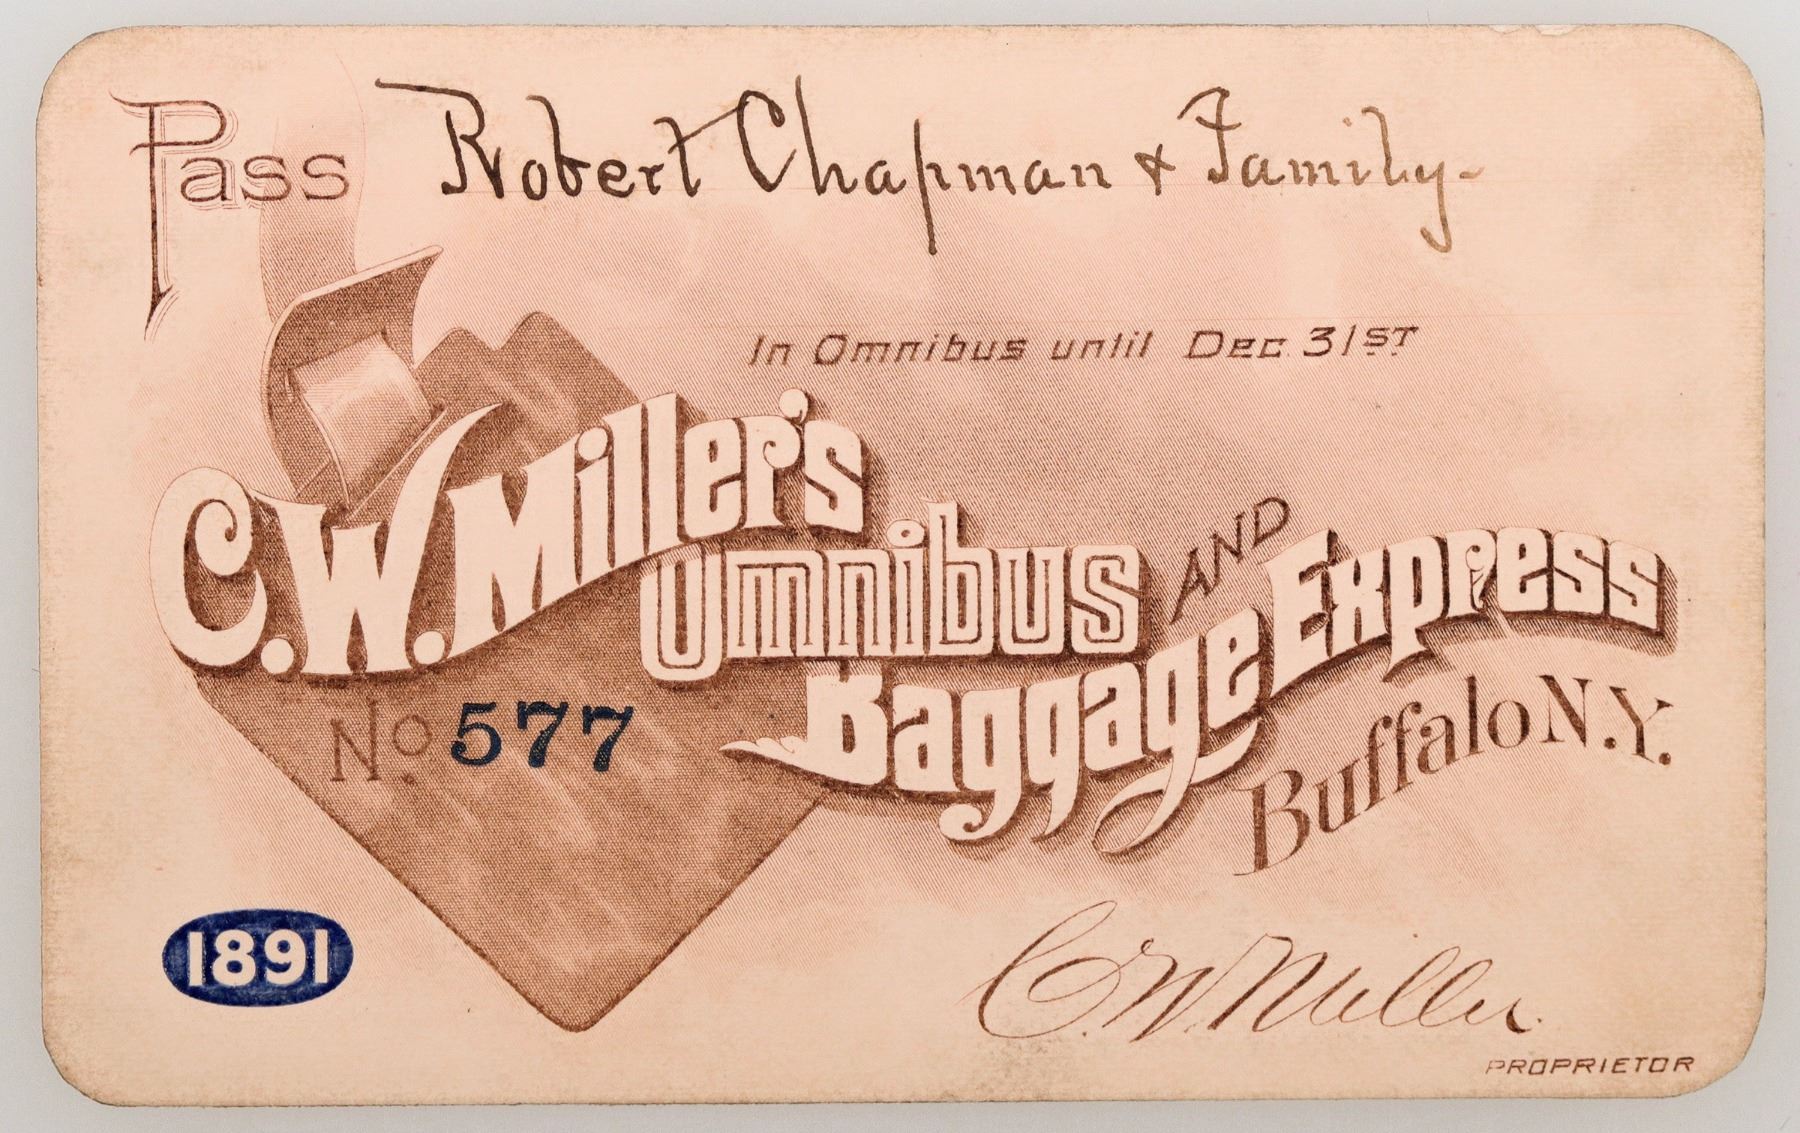 Pass Robert Chapman & Family-
In Omnibus until Dec. 31ST
C.W. Miller's
Omnibus AND
Baggage Express
Buffalo N.Y.
No. 577
1891
C.W. Miller.
PROPRIETOR